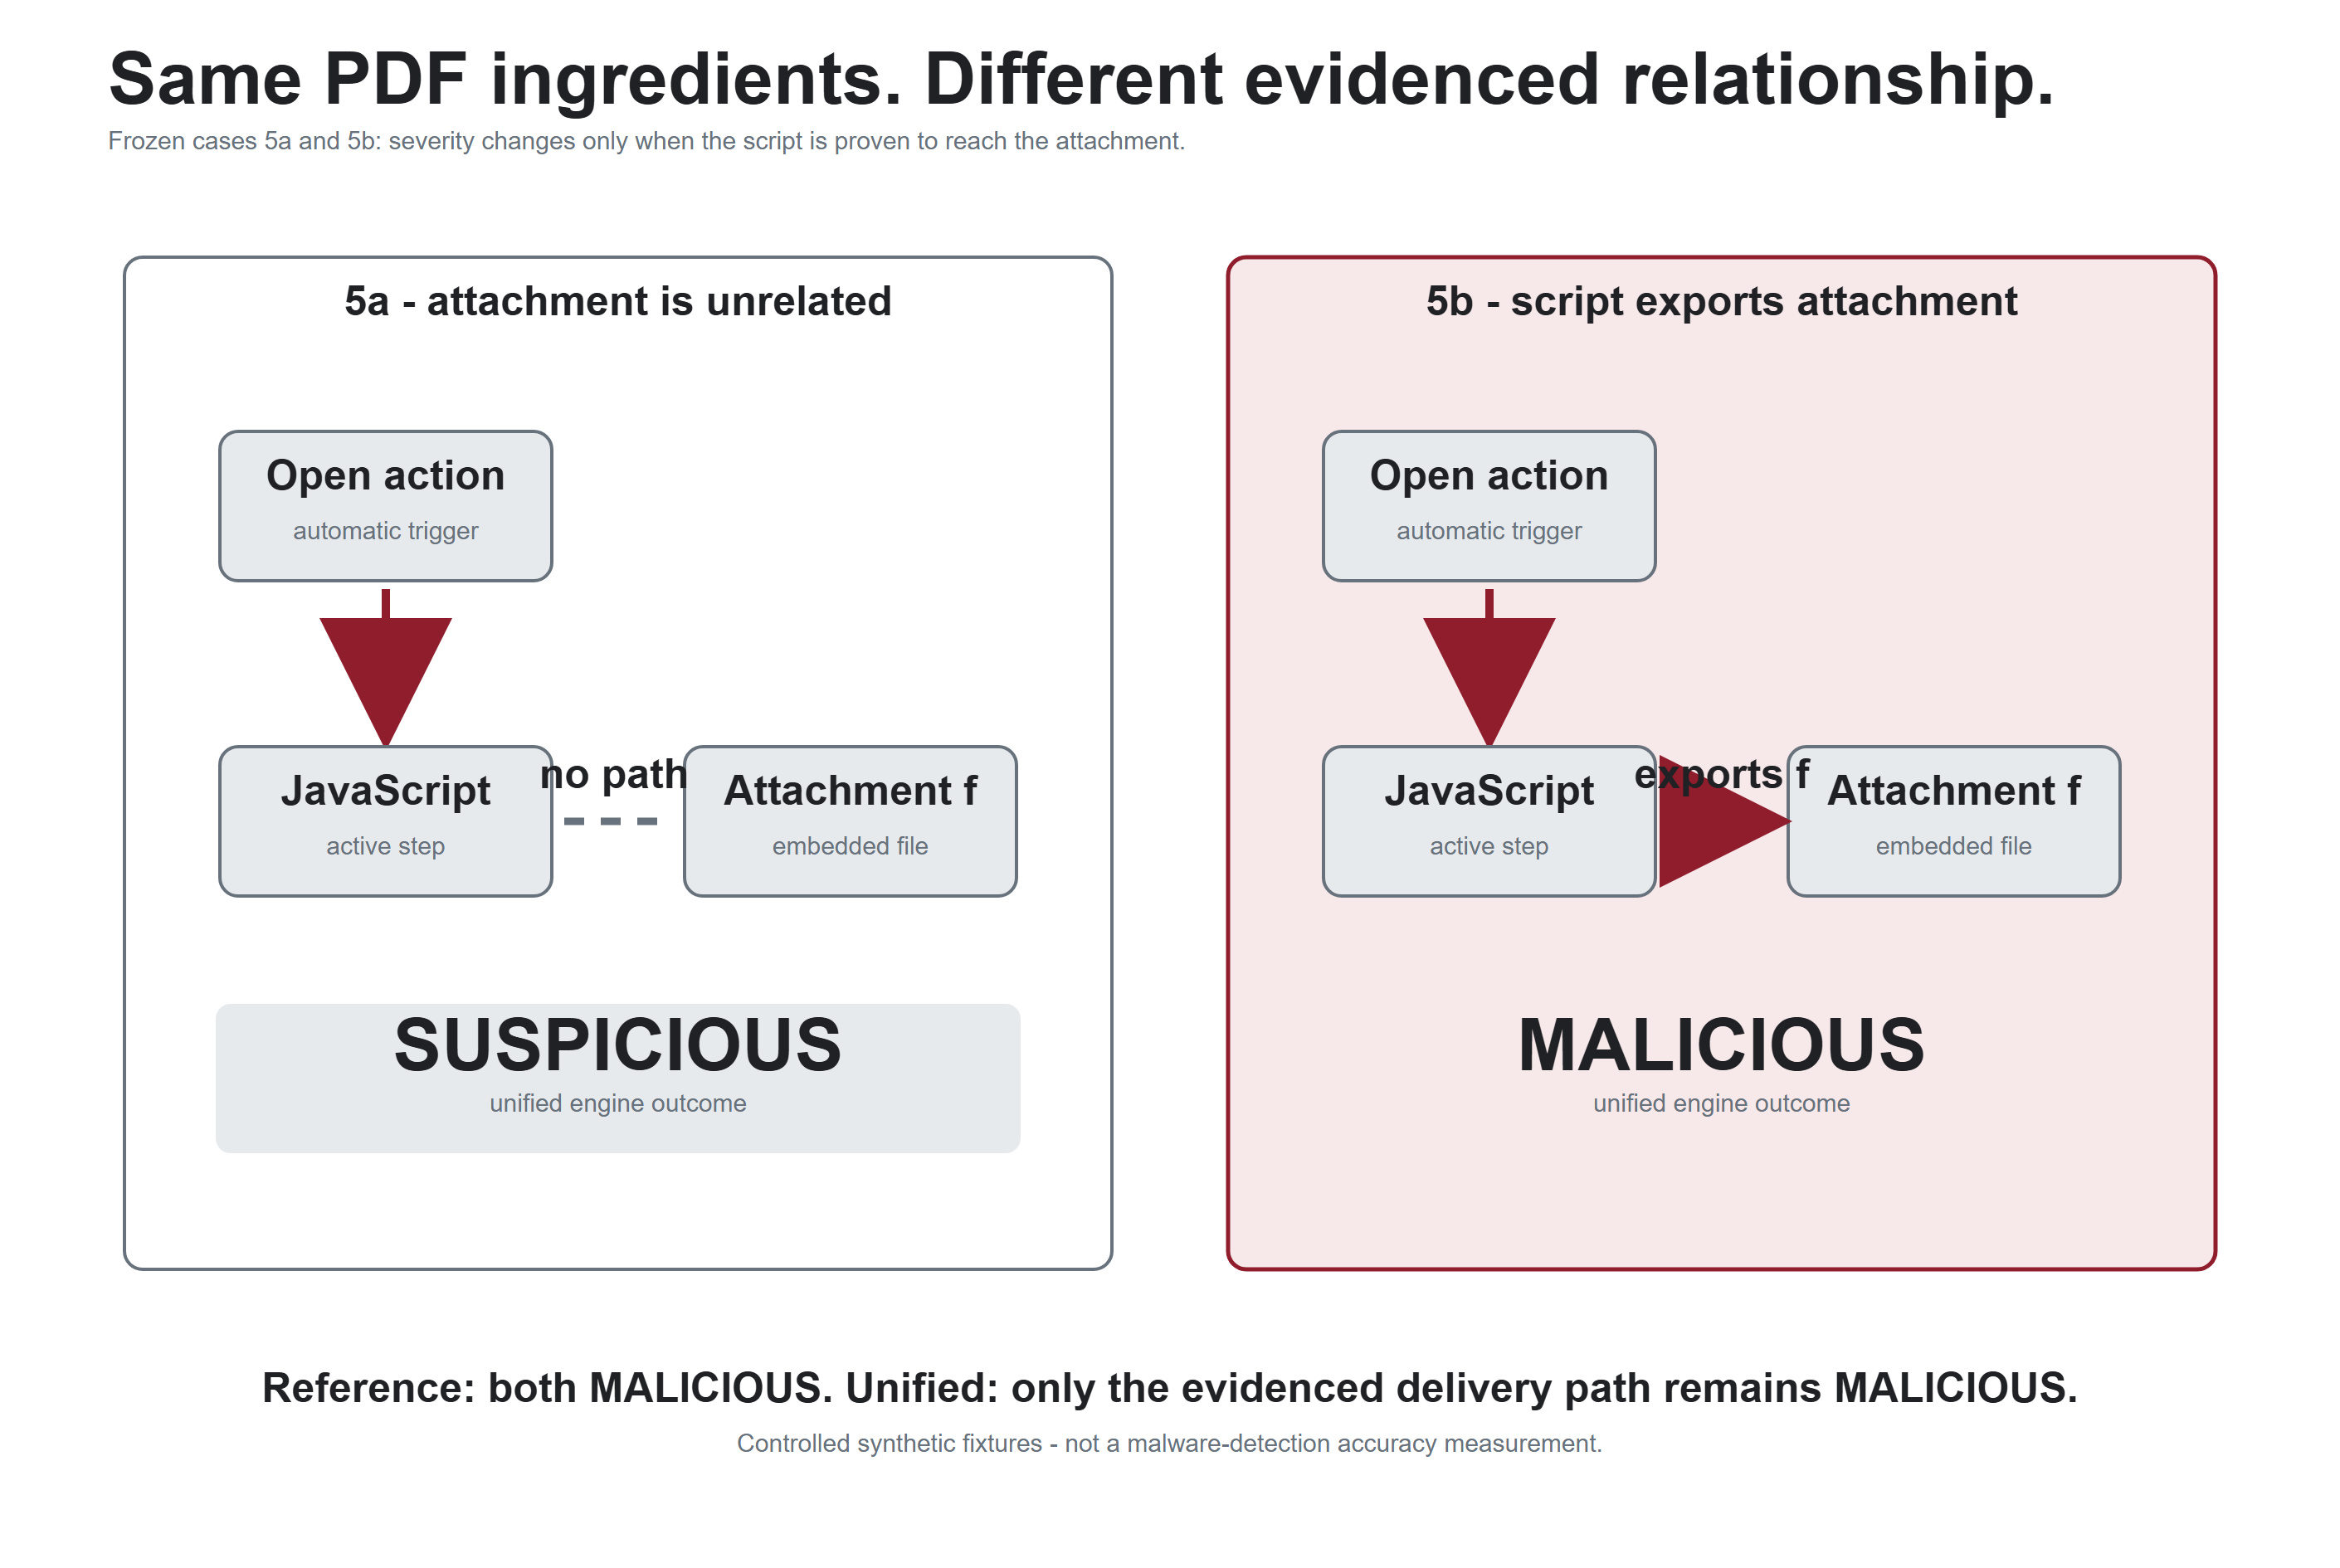 Same PDF ingredients. Different evidenced relationship.
Frozen cases 5a and 5b: severity changes only when the script is proven to reach the attachment.
5a - attachment is unrelated
Open action
automatic trigger
JavaScript
active step
no path
Attachment f
embedded file
SUSPICIOUS
unified engine outcome
5b - script exports attachment
Open action
automatic trigger
JavaScript
active step
exports f
Attachment f
embedded file
MALICIOUS
unified engine outcome
Reference: both MALICIOUS. Unified: only the evidenced delivery path remains MALICIOUS.
Controlled synthetic fixtures - not a malware-detection accuracy measurement.